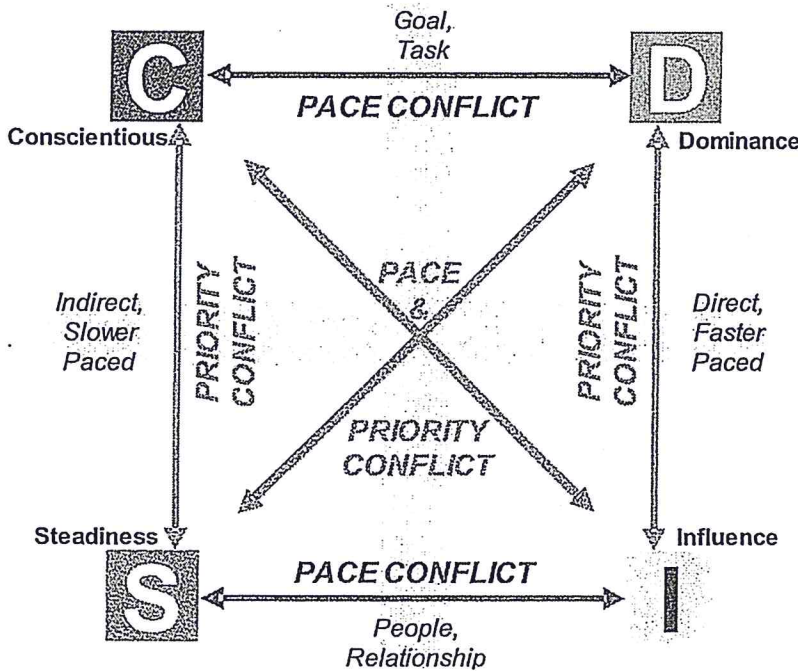 Goal,
Task
C
D
PACE CONFLICT
Conscientious
Dominance
PACE
&
PRIORITY
CONFLICT
Indirect,
Slower
Paced
PRIORITY
CONFLICT
PRIORITY
CONFLICT
Direct,
Faster
Paced
Steadiness
Influence
S
PACE CONFLICT
I
People,
Relationship